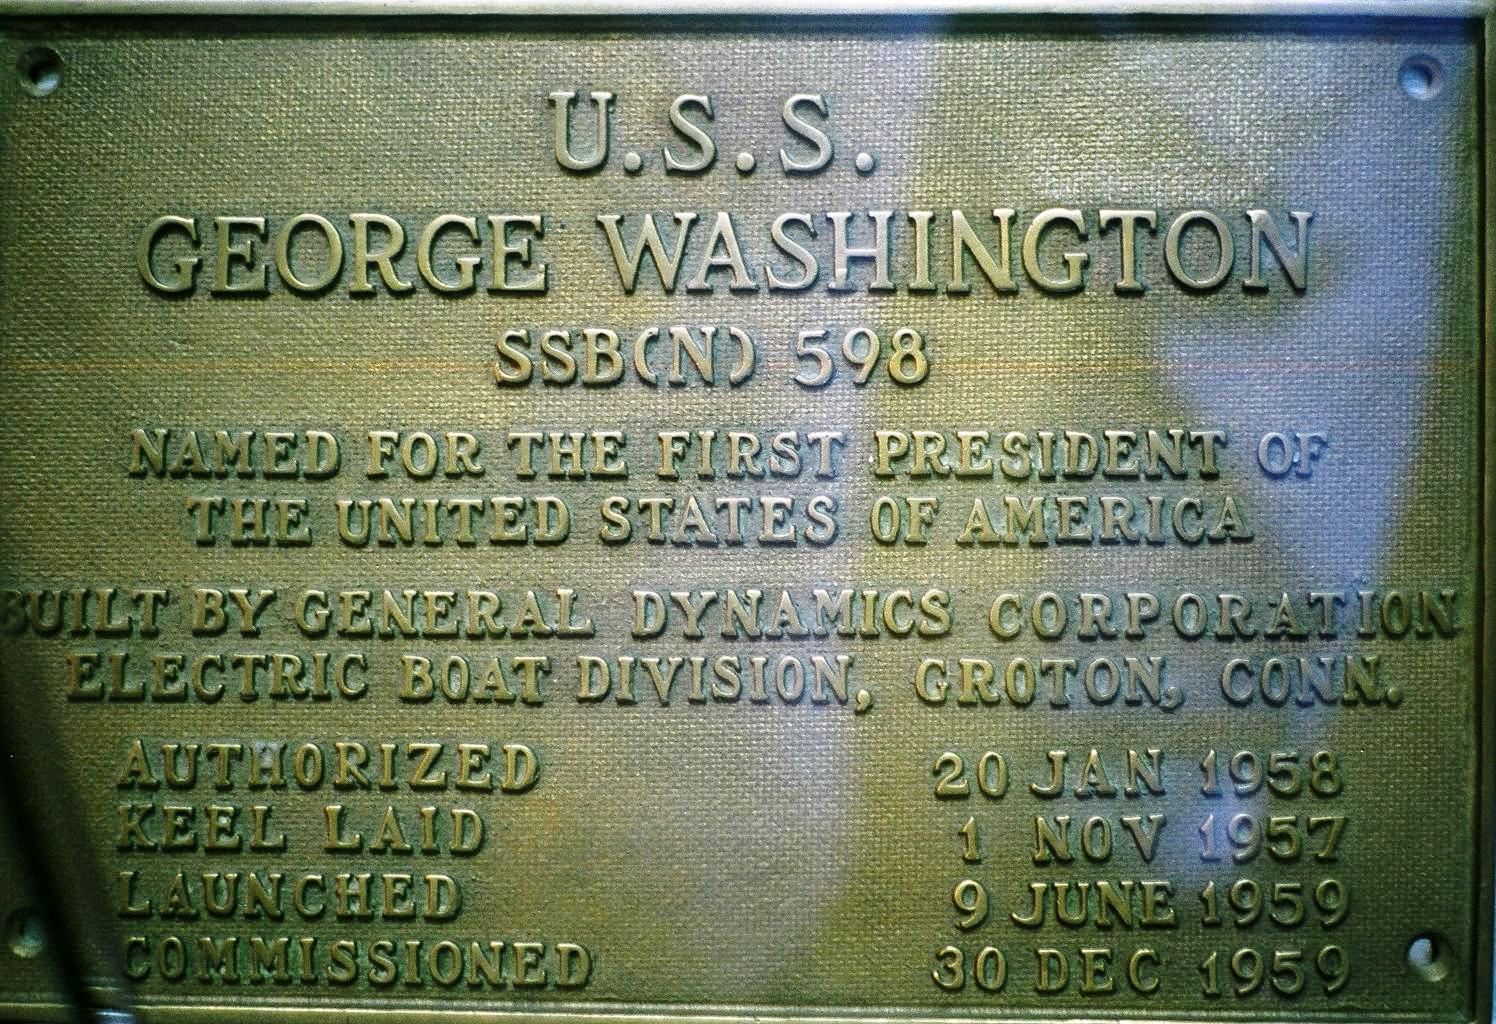 U.S.S.
GEORGE WASHINGTON
SSB(N) 598
NAMED FOR THE FIRST PRESIDENT OF
THE UNITED STATES OF AMERICA
BUILT BY GENERAL DYNAMICS CORPORATION
ELECTRIC BOAT DIVISION, GROTON, CONN.
AUTHORIZED 20 JAN 1958
KEEL LAID 1 NOV 1957
LAUNCHED 9 JUNE 1959
COMMISSIONED 30 DEC 1959